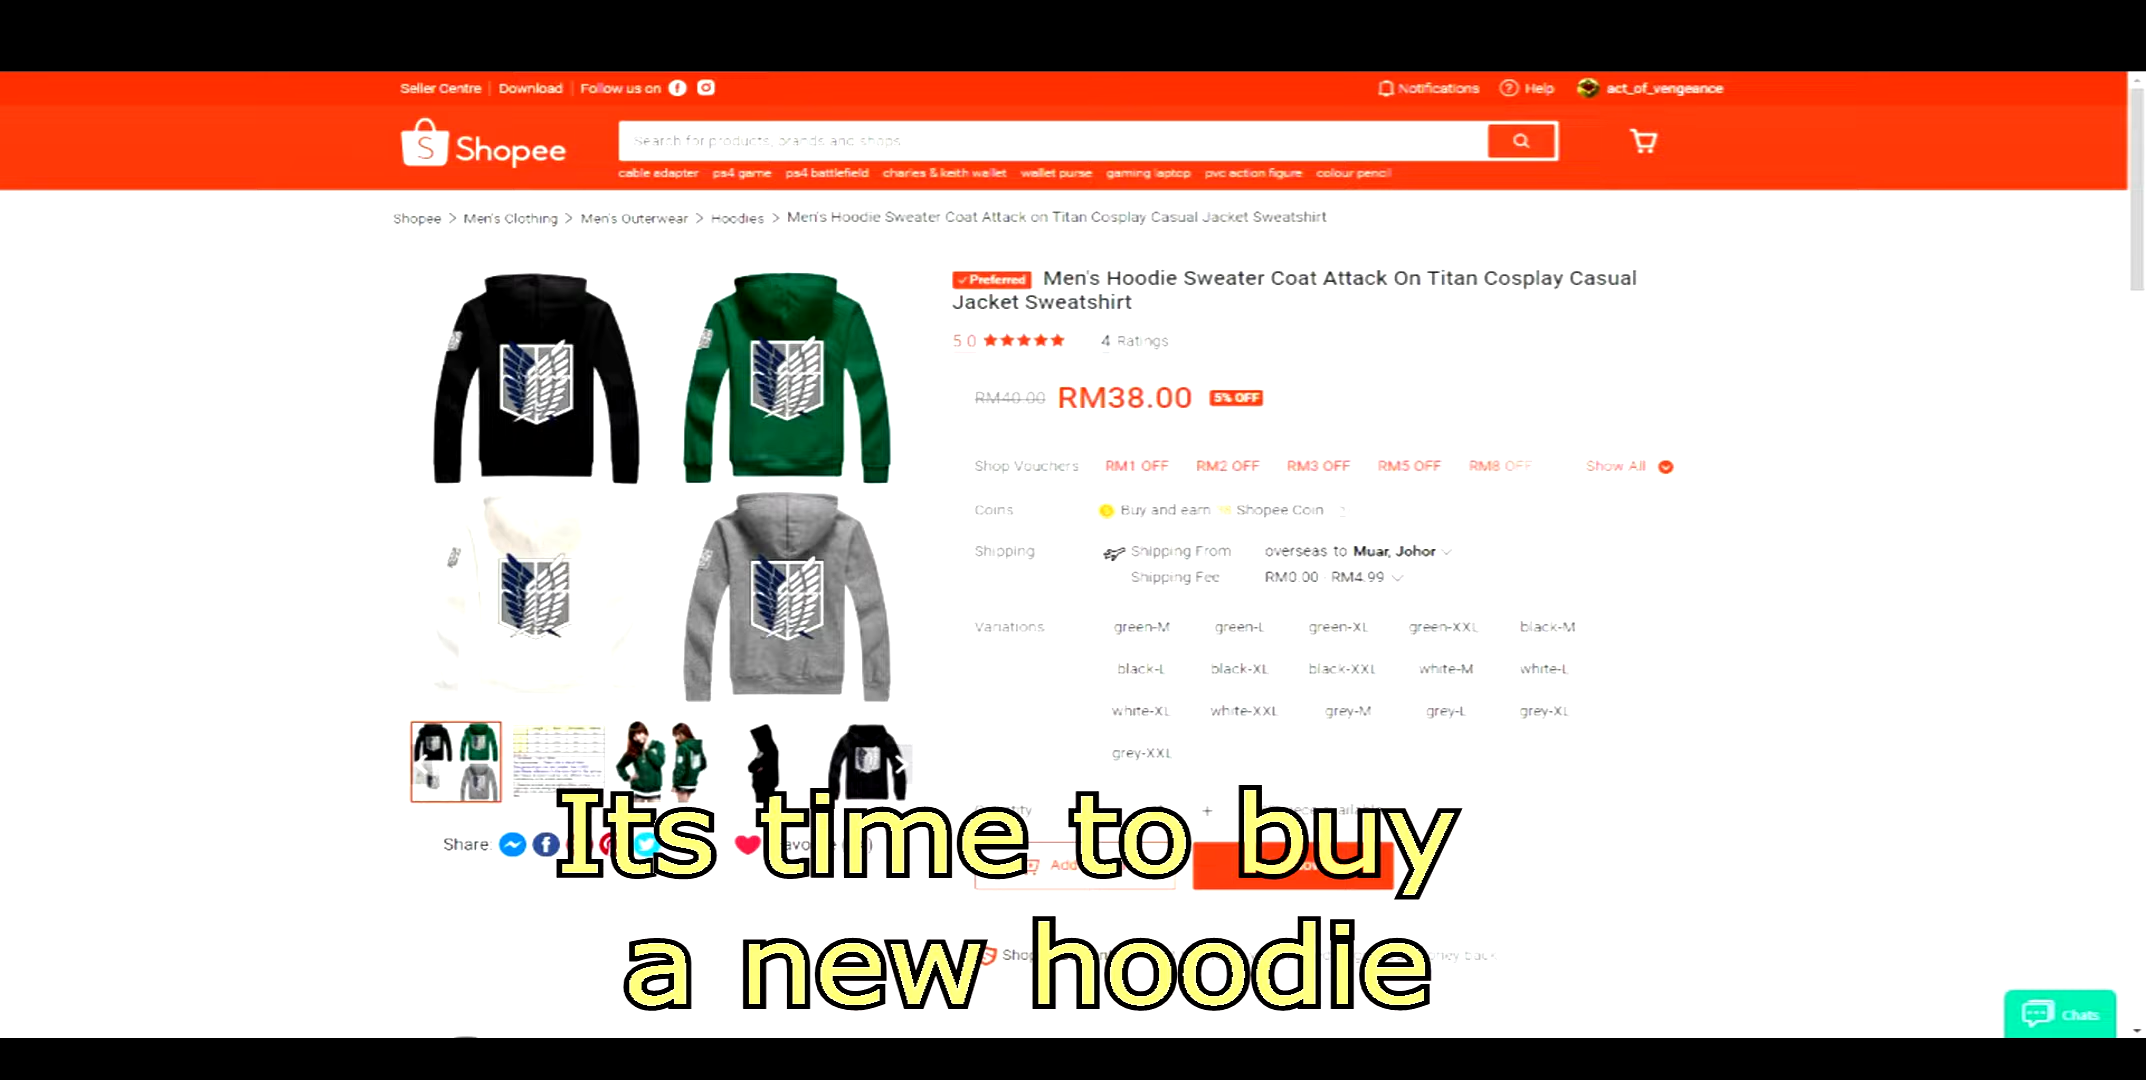 Seller Centre Download Follow us on
Notifications Help act_of_vengeance
Shopee
Search for products, brands and shops
cable adapter ps4 game ps4 battlefield charles & keith wallet wallet purse gaming laptop pvc action figure colour pencil
Shopee > Men's Clothing > Men's Outerwear > Hoodies > Men's Hoodie Sweater Coat Attack on Titan Cosplay Casual Jacket Sweatshirt
Preferred Men's Hoodie Sweater Coat Attack On Titan Cosplay Casual
Jacket Sweatshirt
5.0 4 Ratings
RM40.00 RM38.00 5% OFF
Shop Vouchers RM1 OFF RM2 OFF RM3 OFF RM5 OFF RM8 OFF Show All
Coins Buy and earn Shopee Coin
Shipping Shipping From overseas to Muar, Johor
Shipping Fee RM0.00 - RM4.99
Variations green-M green-L green-XL green-XXL black-M
black-L black-XL black-XXL white-M white-L
white-XL white-XXL grey-M grey-L grey-XL
grey-XXL
Share:
Its time to buy
a new hoodie
Chats